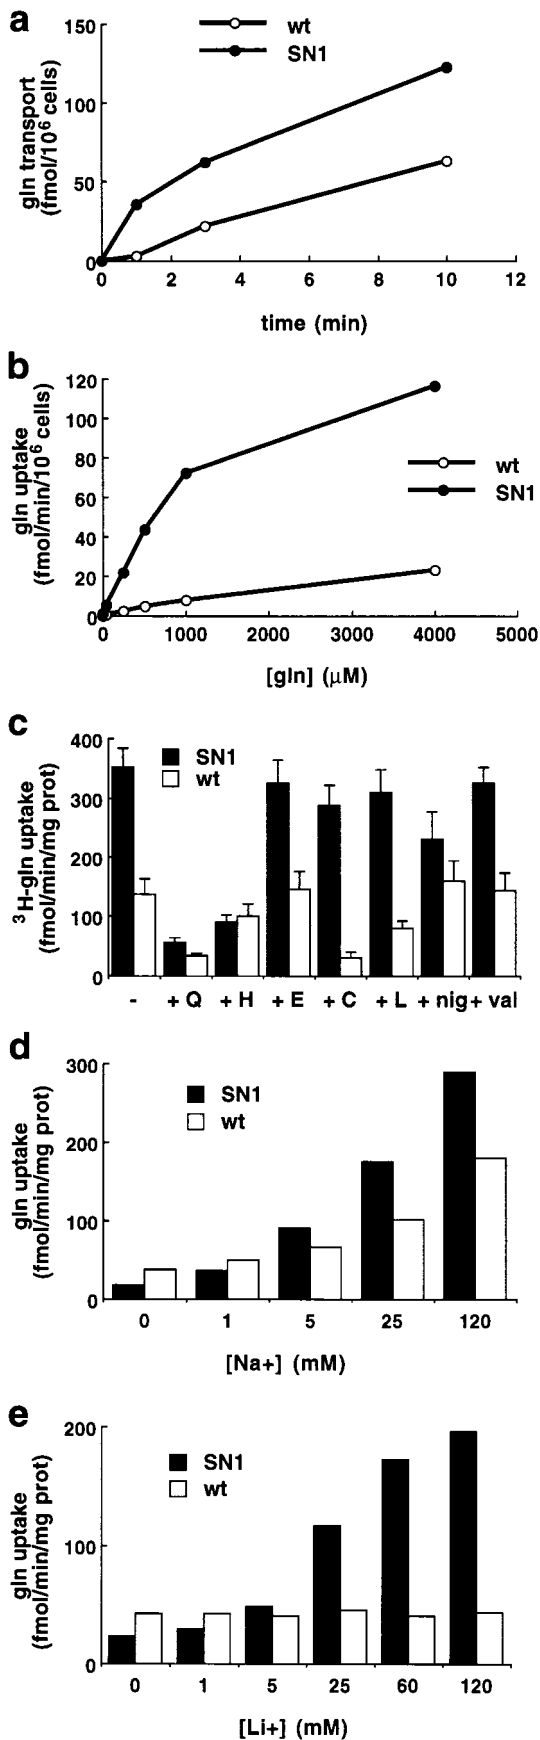 a
gln transport
(fmol/10⁶ cells)
150
100
50
0
wt
SN1
0 2 4 6 8 10 12
time (min)
b
gln uptake
(fmol/min/10⁶ cells)
120
100
80
60
40
20
0
wt
SN1
0 1000 2000 3000 4000 5000
[gln] (μM)
c
³H-gln uptake
(fmol/min/mg prot)
400
300
200
100
0
SN1
wt
- + Q + H + E + C + L + nig + val
d
gln uptake
(fmol/min/mg prot)
300
200
100
0
SN1
wt
0 1 5 25 120
[Na+] (mM)
e
gln uptake
(fmol/min/mg prot)
200
100
0
SN1
wt
0 1 5 25 60 120
[Li+] (mM)